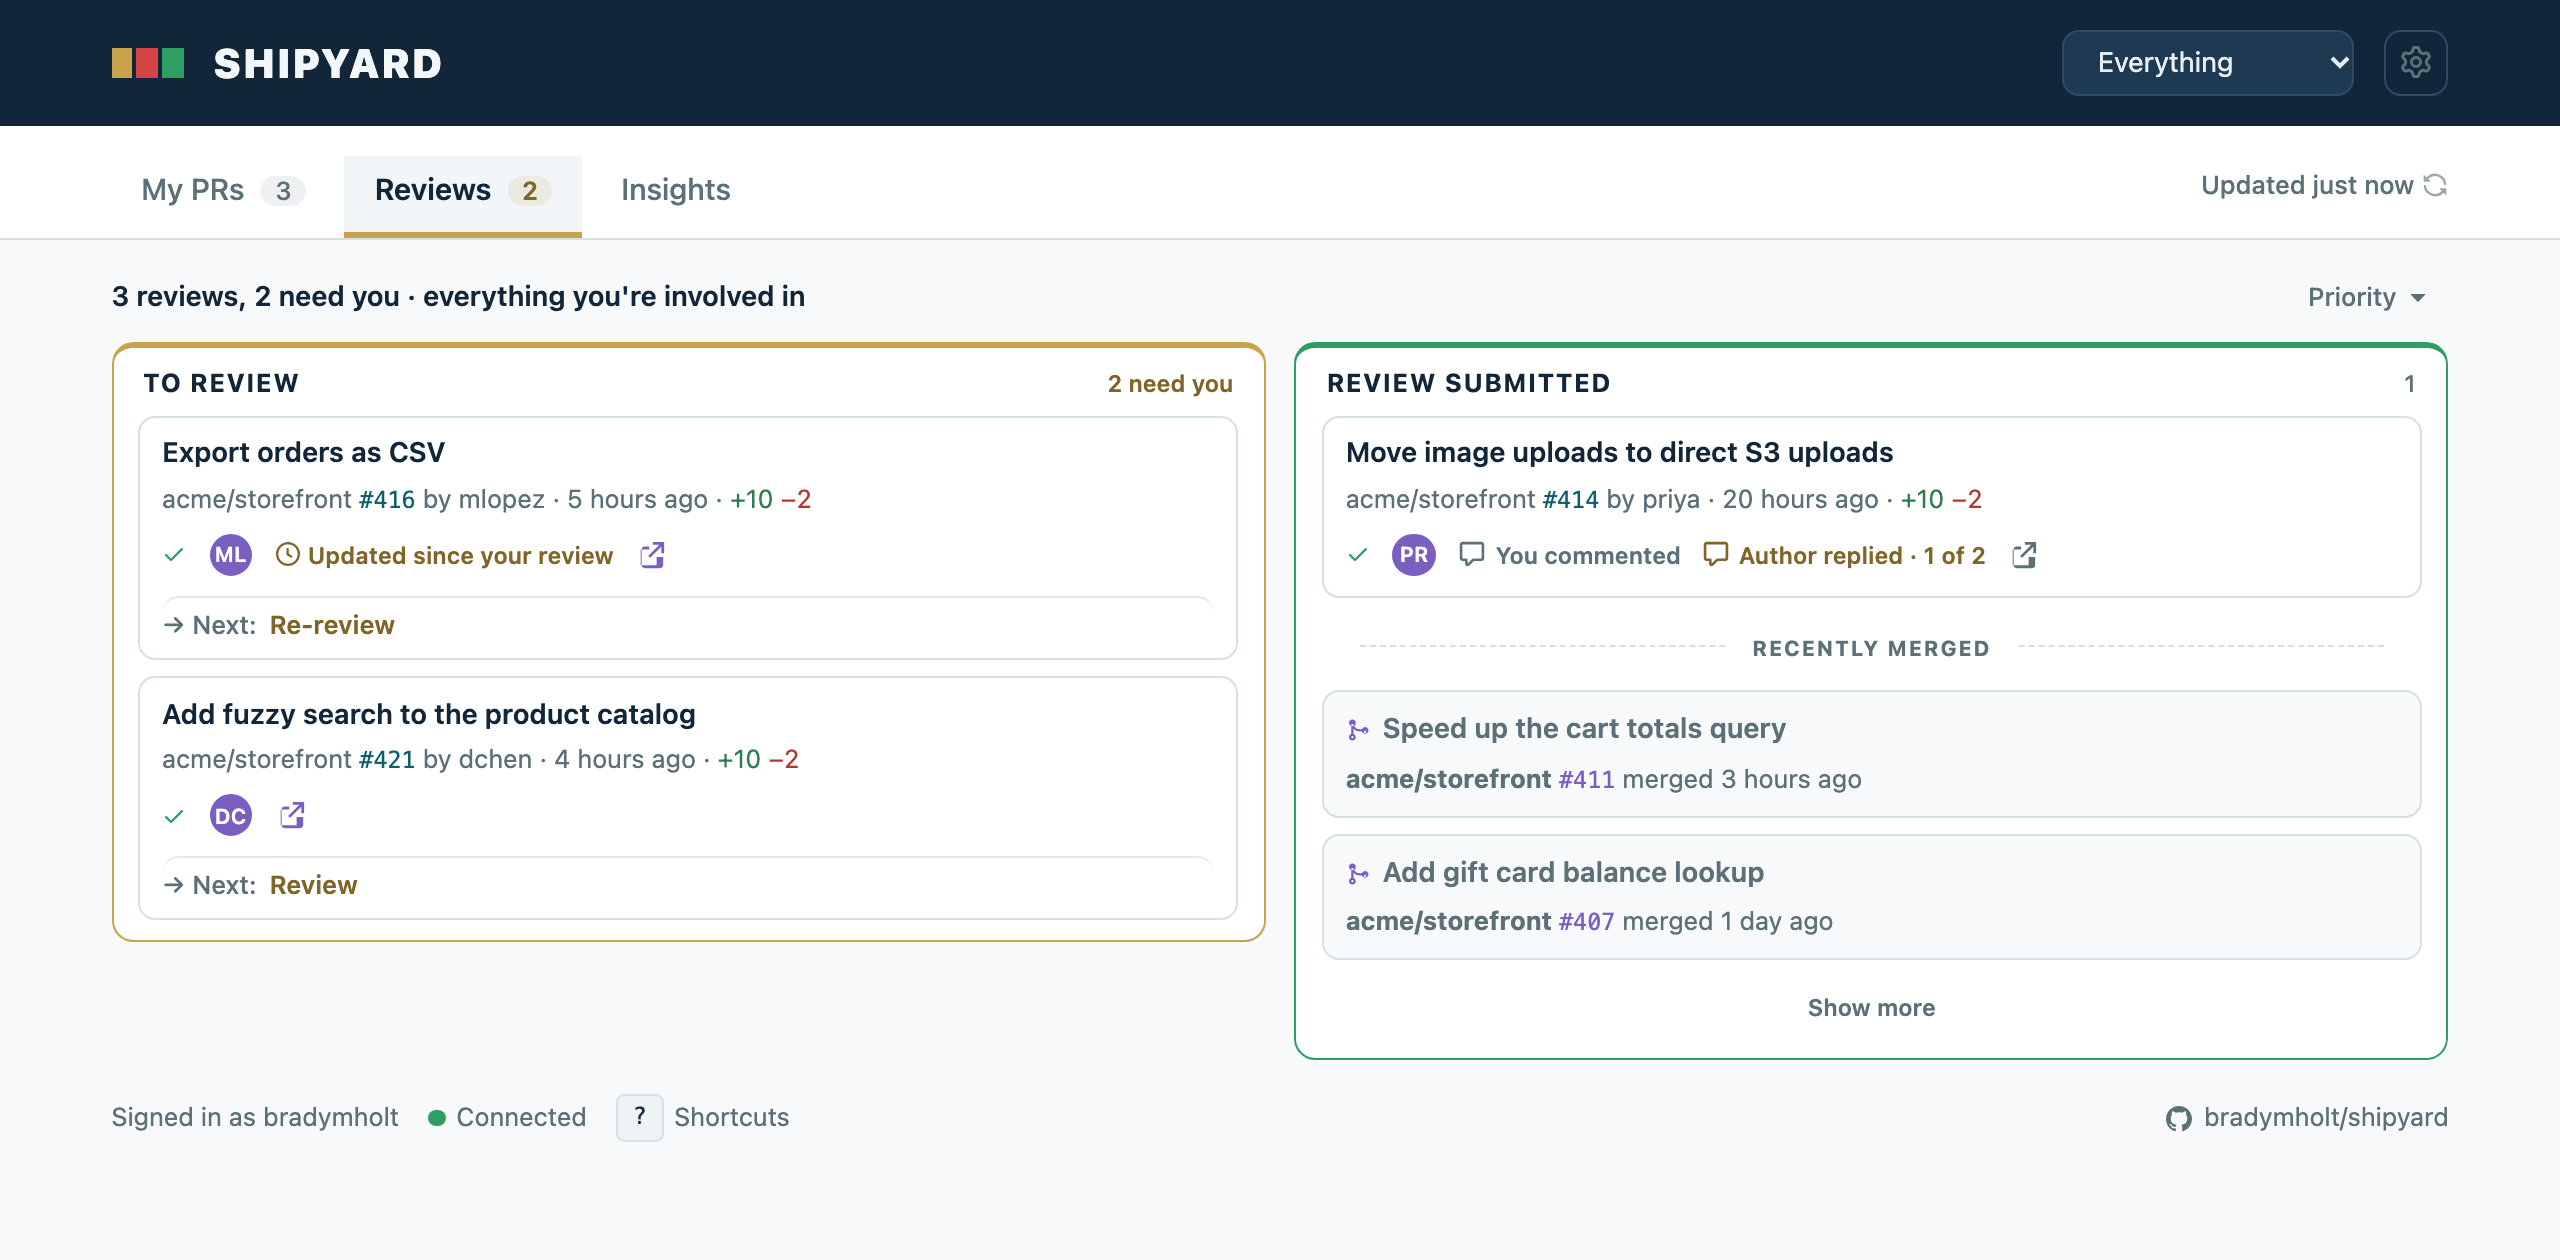 SHIPYARD
Everything
My PRs 3
Reviews 2
Insights
Updated just now
3 reviews, 2 need you · everything you're involved in
Priority
TO REVIEW
2 need you
Export orders as CSV
acme/storefront #416 by mlopez · 5 hours ago · +10 −2
ML Updated since your review
→ Next: Re-review
Add fuzzy search to the product catalog
acme/storefront #421 by dchen · 4 hours ago · +10 −2
DC
→ Next: Review
REVIEW SUBMITTED
1
Move image uploads to direct S3 uploads
acme/storefront #414 by priya · 20 hours ago · +10 −2
PR You commented Author replied · 1 of 2
RECENTLY MERGED
Speed up the cart totals query
acme/storefront #411 merged 3 hours ago
Add gift card balance lookup
acme/storefront #407 merged 1 day ago
Show more
Signed in as bradymholt Connected ? Shortcuts
bradymholt/shipyard